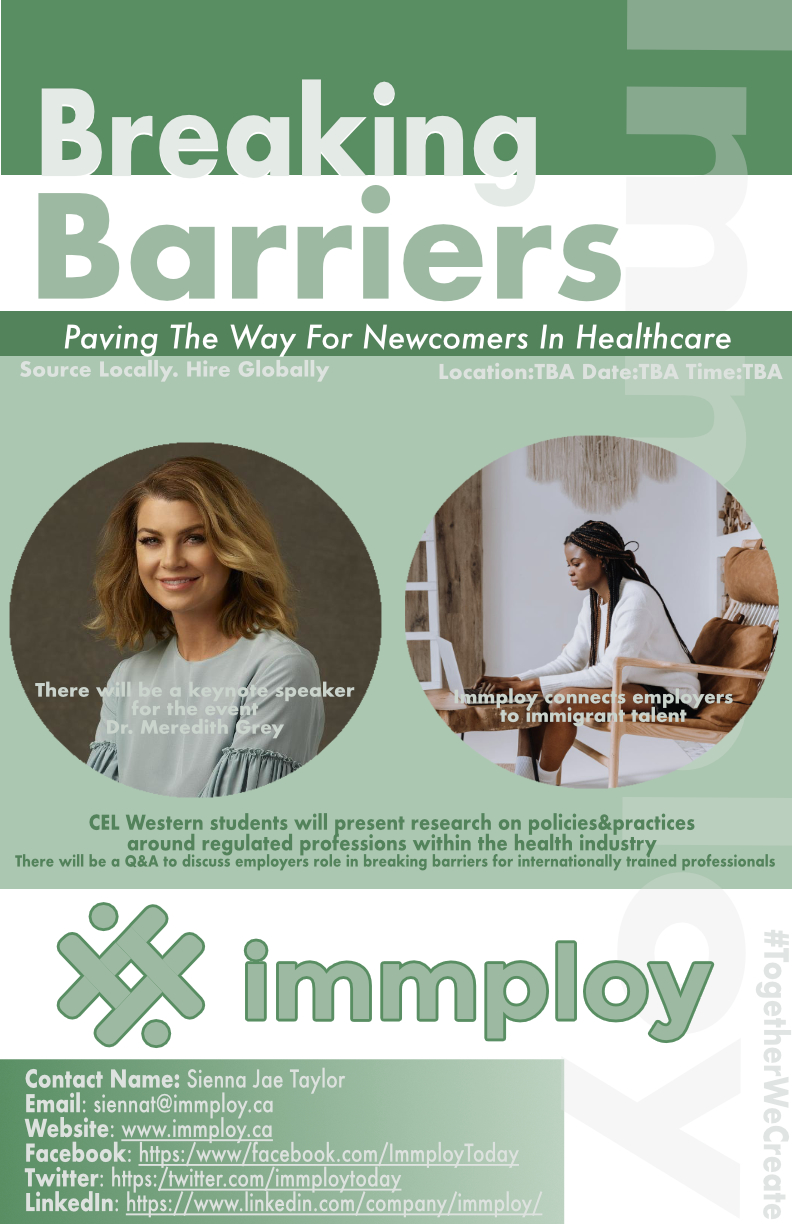 Breaking
Barriers
Paving The Way For Newcomers In Healthcare
Source Locally. Hire Globally
Location:TBA Date:TBA Time:TBA
There will be a keynote speaker
for the event
Dr. Meredith Grey
Immploy connects employers
to immigrant talent
CEL Western students will present research on policies&practices
around regulated professions within the health industry
There will be a Q&A to discuss employers role in breaking barriers for internationally trained professionals
immploy
Contact Name: Sienna Jae Taylor
Email: siennat@immploy.ca
Website: www.immploy.ca
Facebook: https:/www/facebook.com/ImmployToday
Twitter: https:/twitter.com/immploytoday
LinkedIn: https://www.linkedin.com/company/immploy/
Immploy
#TogetherWeCreate